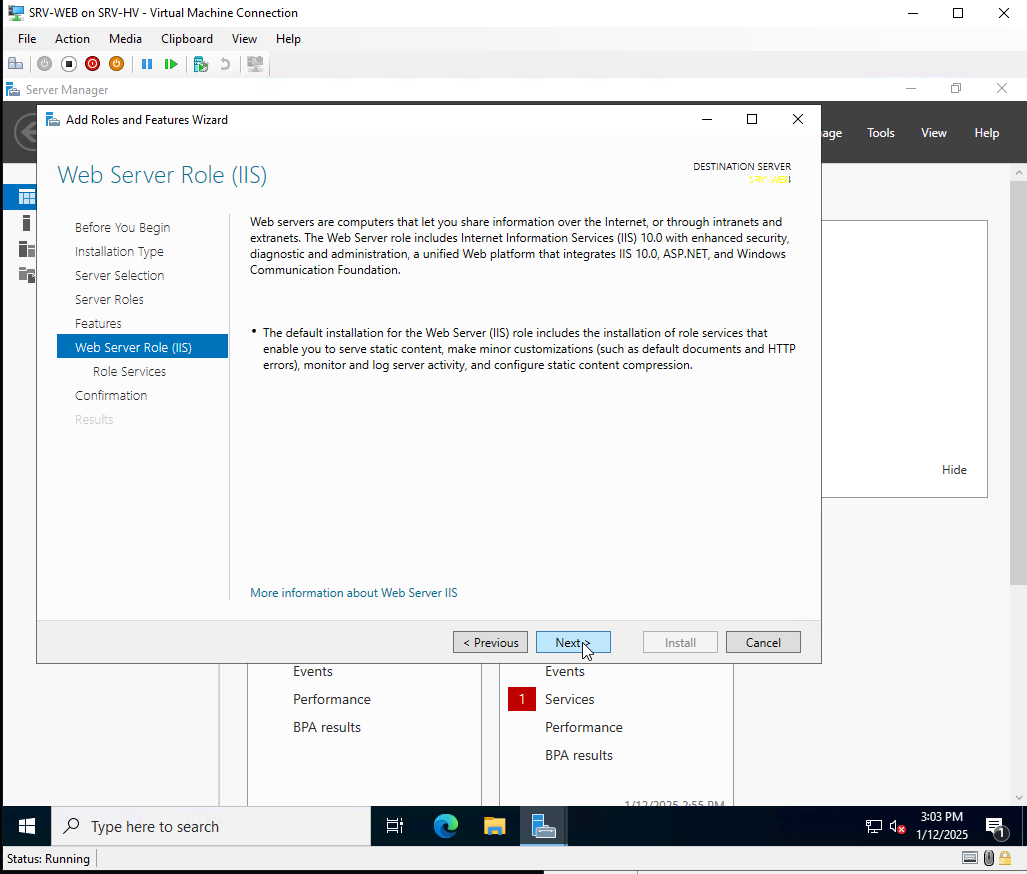 SRV-WEB on SRV-HV - Virtual Machine Connection
File Action Media Clipboard View Help
Server Manager
Add Roles and Features Wizard
age Tools View Help
Web Server Role (IIS)
DESTINATION SERVER
SRV-WEB
Before You Begin
Installation Type
Server Selection
Server Roles
Features
Web Server Role (IIS)
Role Services
Confirmation
Results
Web servers are computers that let you share information over the Internet, or through intranets and
extranets. The Web Server role includes Internet Information Services (IIS) 10.0 with enhanced security,
diagnostic and administration, a unified Web platform that integrates IIS 10.0, ASP.NET, and Windows
Communication Foundation.
• The default installation for the Web Server (IIS) role includes the installation of role services that
enable you to serve static content, make minor customizations (such as default documents and HTTP
errors), monitor and log server activity, and configure static content compression.
Hide
More information about Web Server IIS
< Previous Next > Install Cancel
Events
Performance
BPA results
Events
1 Services
Performance
BPA results
1/12/2025 2:55 PM
Type here to search
3:03 PM
1/12/2025
1
Status: Running